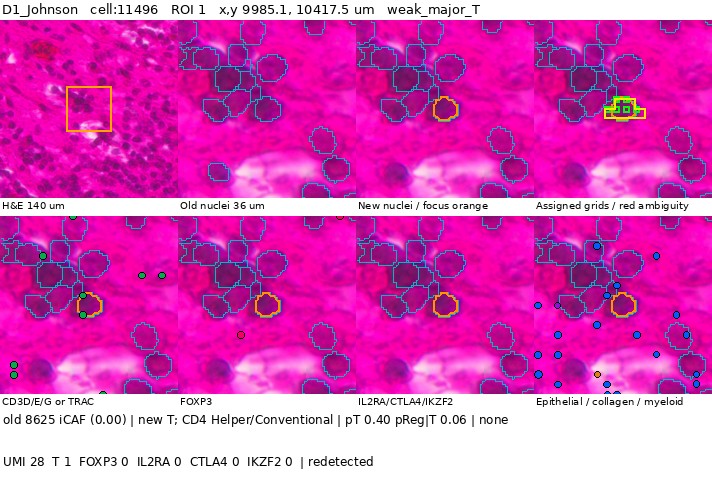 D1_Johnson cell:11496 ROI 1 x,y 9985.1, 10417.5 um weak_major_T
H&E 140 um
Old nuclei 36 um
New nuclei / focus orange
Assigned grids / red ambiguity
CD3D/E/G or TRAC
FOXP3
IL2RA/CTLA4/IKZF2
Epithelial / collagen / myeloid
old 8625 iCAF (0.00) | new T; CD4 Helper/Conventional | pT 0.40 pReg|T 0.06 | none
UMI 28 T 1 FOXP3 0 IL2RA 0 CTLA4 0 IKZF2 0 | redetected